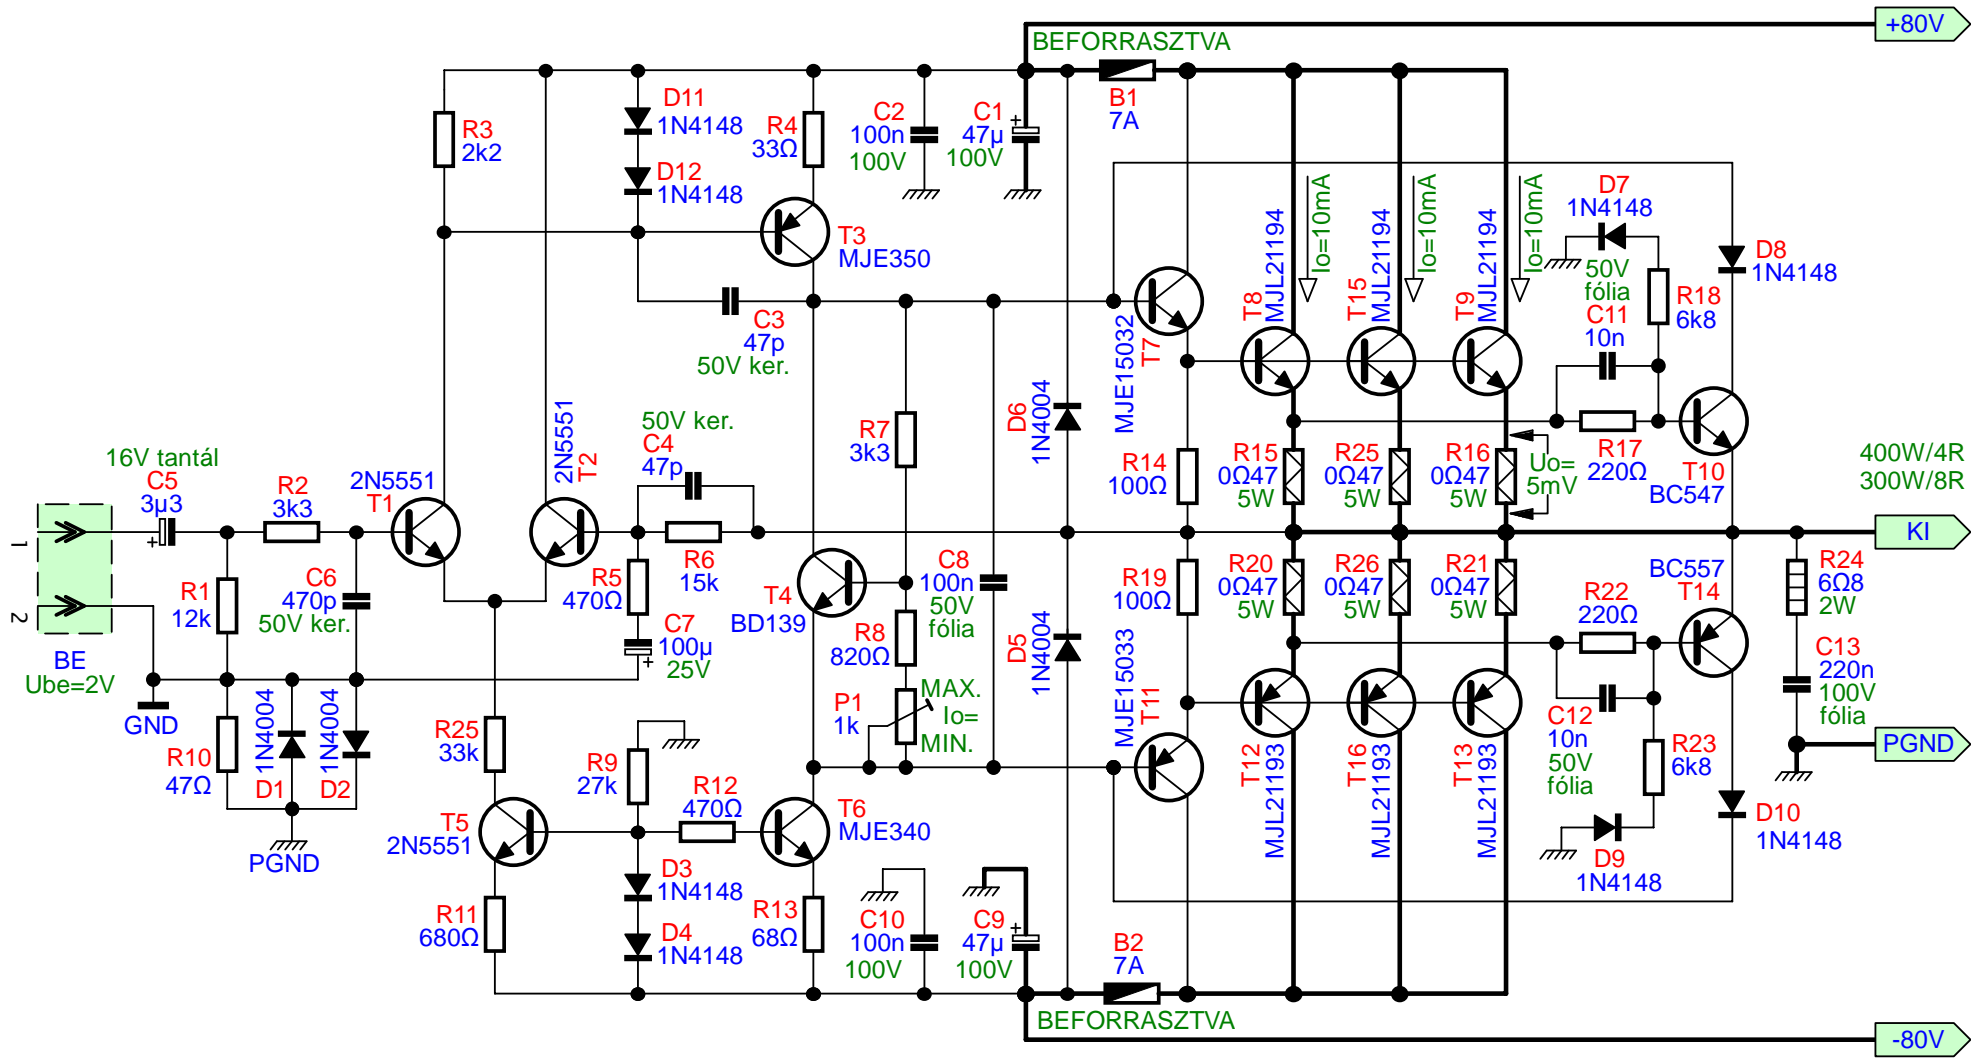 +80V
BEFORRASZTVA
B1
7A
D11
1N4148
D12
1N4148
R3
2k2
R4
33Ω
C2
100n
100V
C1
+
47µ
100V
T3
MJE350
C3
47p
50V ker.
Io=10mA
Io=10mA
Io=10mA
T8
MJL21194
T15
MJL21194
T9
MJL21194
D7
1N4148
50V
fólia
C11
10n
R18
6k8
D8
1N4148
MJE15032
T7
D6
1N4004
R7
3k3
50V ker.
C4
47p
2N5551
T2
16V tantál
C5
3µ3
+
R2
3k3
2N5551
T1
R14
100Ω
R15
0Ω47
5W
R25
0Ω47
5W
R16
0Ω47
5W
Uo=
5mV
R17
220Ω
T10
BC547
400W/4R
300W/8R
KI
1
2
BE
Ube=2V
R1
12k
C6
470p
50V ker.
R5
470Ω
R6
15k
C7
100µ
+
25V
T4
BD139
C8
100n
50V
fólia
R8
820Ω
P1
1k
MAX.
Io=
MIN.
D5
1N4004
R19
100Ω
R20
0Ω47
5W
R26
0Ω47
5W
R21
0Ω47
5W
R22
220Ω
BC557
T14
R24
6Ω8
2W
C13
220n
100V
fólia
PGND
GND
R10
47Ω
1N4004
D1
1N4004
D2
PGND
R25
33k
R9
27k
R12
470Ω
T5
2N5551
T6
MJE340
MJE15033
T11
T12
MJL21193
T16
MJL21193
T13
MJL21193
C12
10n
50V
fólia
R23
6k8
D9
1N4148
D10
1N4148
R11
680Ω
D3
1N4148
D4
1N4148
R13
68Ω
C10
100n
100V
C9
+
47µ
100V
B2
7A
BEFORRASZTVA
-80V